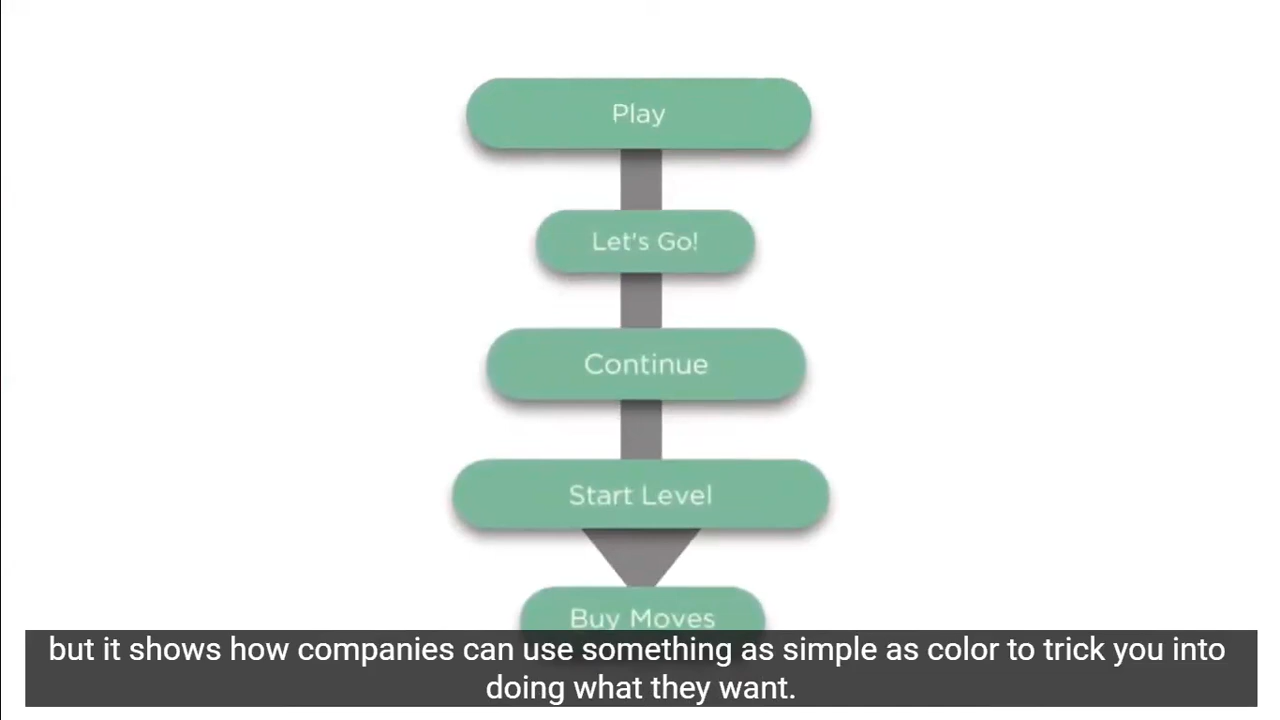 Play
Let's Go!
Continue
Start Level
Buy Moves
but it shows how companies can use something as simple as color to trick you into
doing what they want.